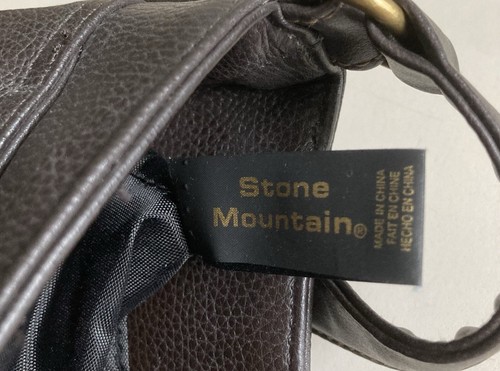 Stone
Mountain®
MADE IN CHINA
FAIT EN CHINE
HECHO EN CHINA